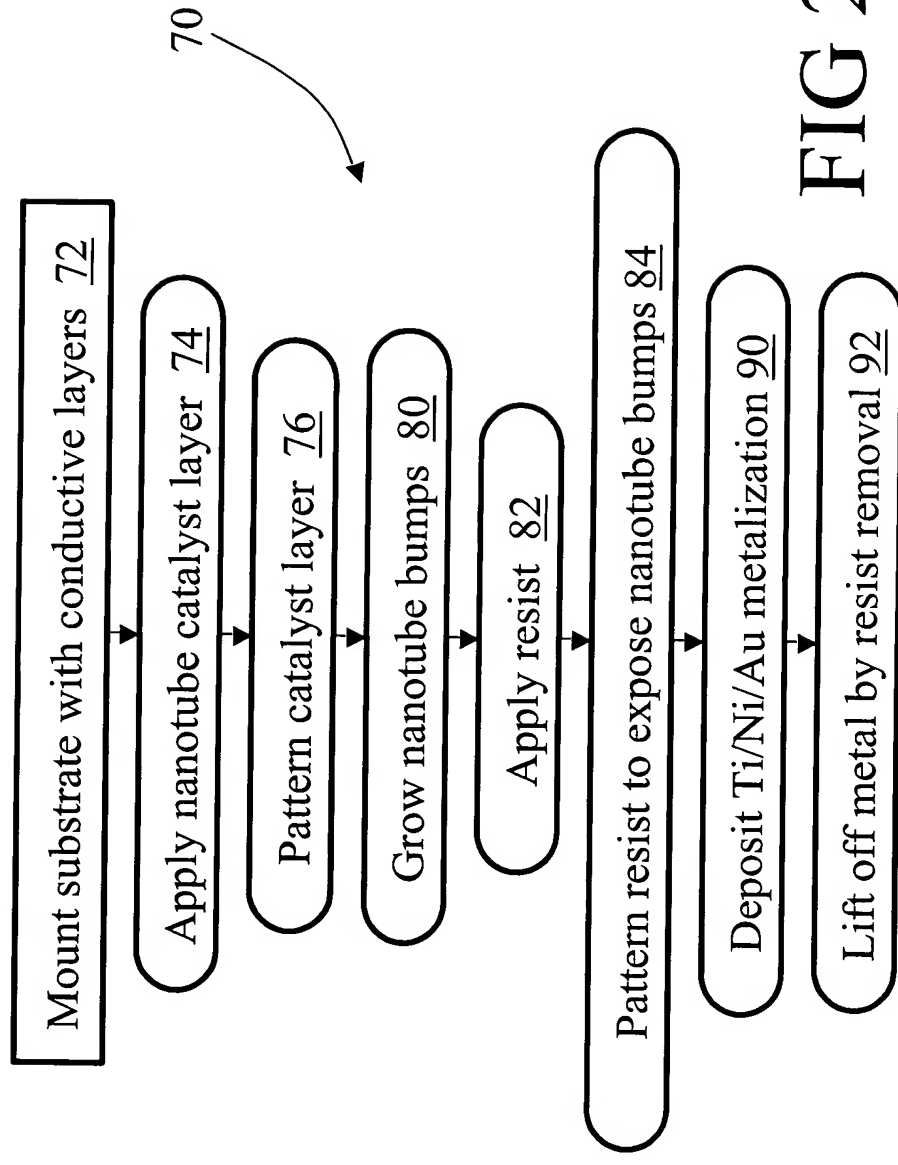 70
Mount substrate with conductive layers 72
Apply nanotube catalyst layer 74
Pattern catalyst layer 76
Grow nanotube bumps 80
Apply resist 82
Pattern resist to expose nanotube bumps 84
Deposit Ti/Ni/Au metalization 90
Lift off metal by resist removal 92
FIG 2